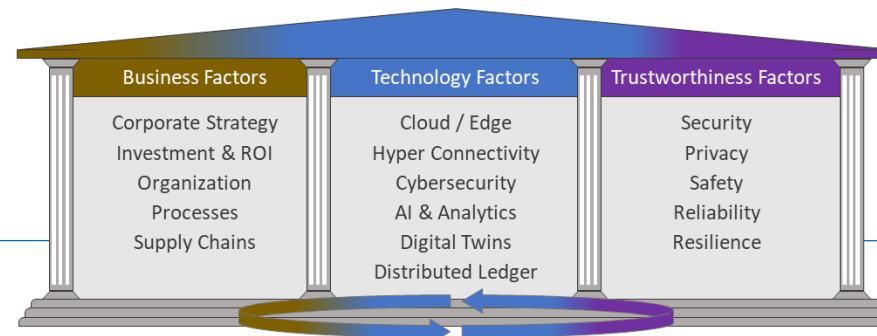 Business Factors
Technology Factors
Trustworthiness Factors
Corporate Strategy
Investment & ROI
Organization
Processes
Supply Chains
Cloud / Edge
Hyper Connectivity
Cybersecurity
AI & Analytics
Digital Twins
Distributed Ledger
Security
Privacy
Safety
Reliability
Resilience